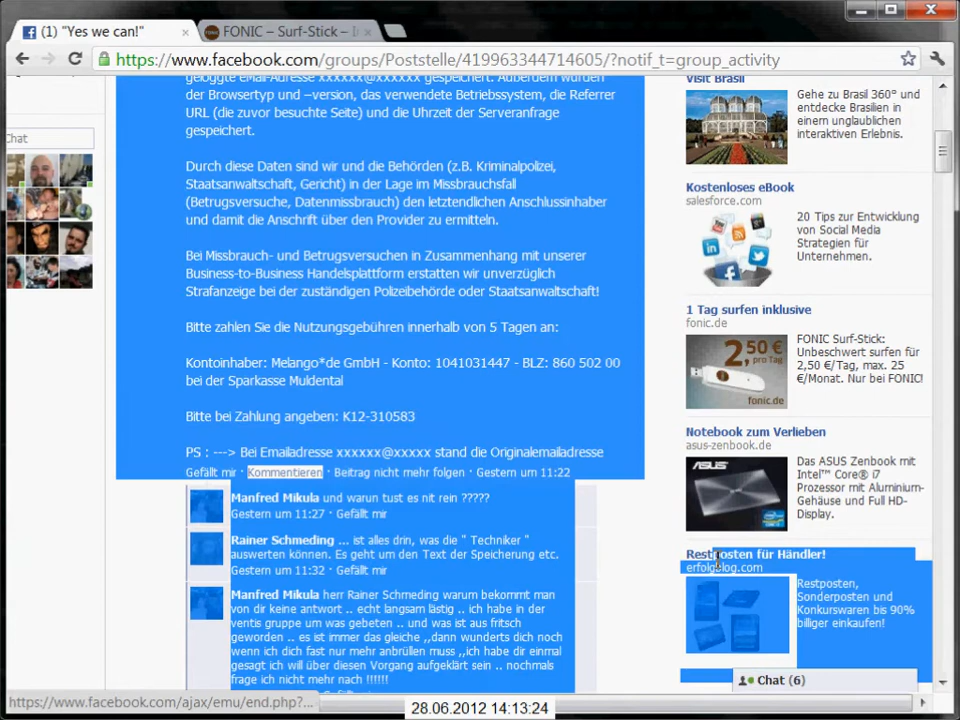 (1) "Yes we can!"
FONIC – Surf-Stick –
https://www.facebook.com/groups/Poststelle/419963344714605/?notif_t=group_activity
geloggte eMail-Adresse xxxxxx@xxxxxx gespeichert. Außerdem wurden
der Browsertyp und –version, das verwendete Betriebssystem, die Referrer
URL (die zuvor besuchte Seite) und die Uhrzeit der Serveranfrage
gespeichert.
Durch diese Daten sind wir und die Behörden (z.B. Kriminalpolizei,
Staatsanwaltschaft, Gericht) in der Lage im Missbrauchsfall
(Betrugsversuche, Datenmissbrauch) den letztendlichen Anschlussinhaber
und damit die Anschrift über den Provider zu ermitteln.
Bei Missbrauch- und Betrugsversuchen in Zusammenhang mit unserer
Business-to-Business Handelsplattform erstatten wir unverzüglich
Strafanzeige bei der zuständigen Polizeibehörde oder Staatsanwaltschaft!
Bitte zahlen Sie die Nutzungsgebühren innerhalb von 5 Tagen an:
Kontoinhaber: Melango*de GmbH - Konto: 1041031447 - BLZ: 860 502 00
bei der Sparkasse Muldental
Bitte bei Zahlung angeben: K12-310583
PS : ---> Bei Emailadresse xxxxxx@xxxxx stand die Originalemailadresse
Gefällt mir · Kommentieren · Beitrag nicht mehr folgen · Gestern um 11:22
Manfred Mikula und warun tust es nit rein ?????
Gestern um 11:27 · Gefällt mir
Rainer Schmeding ... ist alles drin, was die " Techniker "
auswerten können. Es geht um den Text der Speicherung etc.
Gestern um 11:32 · Gefällt mir
Manfred Mikula herr Rainer Schmeding warum bekommt man
von dir keine antwort .. echt langsam lästig .. ich habe in der
ventis gruppe um was gebeten .. und was ist aus fritsch
geworden .. es ist immer das gleiche ,,dann wunderts dich noch
wenn ich dich fast nur mehr anbrüllen muss ,,ich habe dir einmal
gesagt ich will über diesen Vorgang aufgeklärt sein .. nochmals
frage ich nicht mehr nach !!!!!!
Gefällt mir
Chat
Visit Brasil
Gehe zu Brasil 360° und
entdecke Brasilien in
einem unglaublichen
interaktiven Erlebnis.
Kostenloses eBook
salesforce.com
20 Tips zur Entwicklung
von Social Media
Strategien für
Unternehmen.
1 Tag surfen inklusive
fonic.de
2,50 €
pro Tag
fonic.de
FONIC Surf-Stick:
Unbeschwert surfen für
2,50 €/Tag, max. 25
€/Monat. Nur bei FONIC!
Notebook zum Verlieben
asus-zenbook.de
ASUS
Das ASUS Zenbook mit
Intel™ Core® i7
Prozessor mit Aluminium-
Gehäuse und Full HD-
Display.
Restposten für Händler!
erfolgsblog.com
Restposten,
Sonderposten und
Konkurswaren bis 90%
billiger einkaufen!
Chat (6)
https://www.facebook.com/ajax/emu/end.php?...
28.06.2012 14:13:24